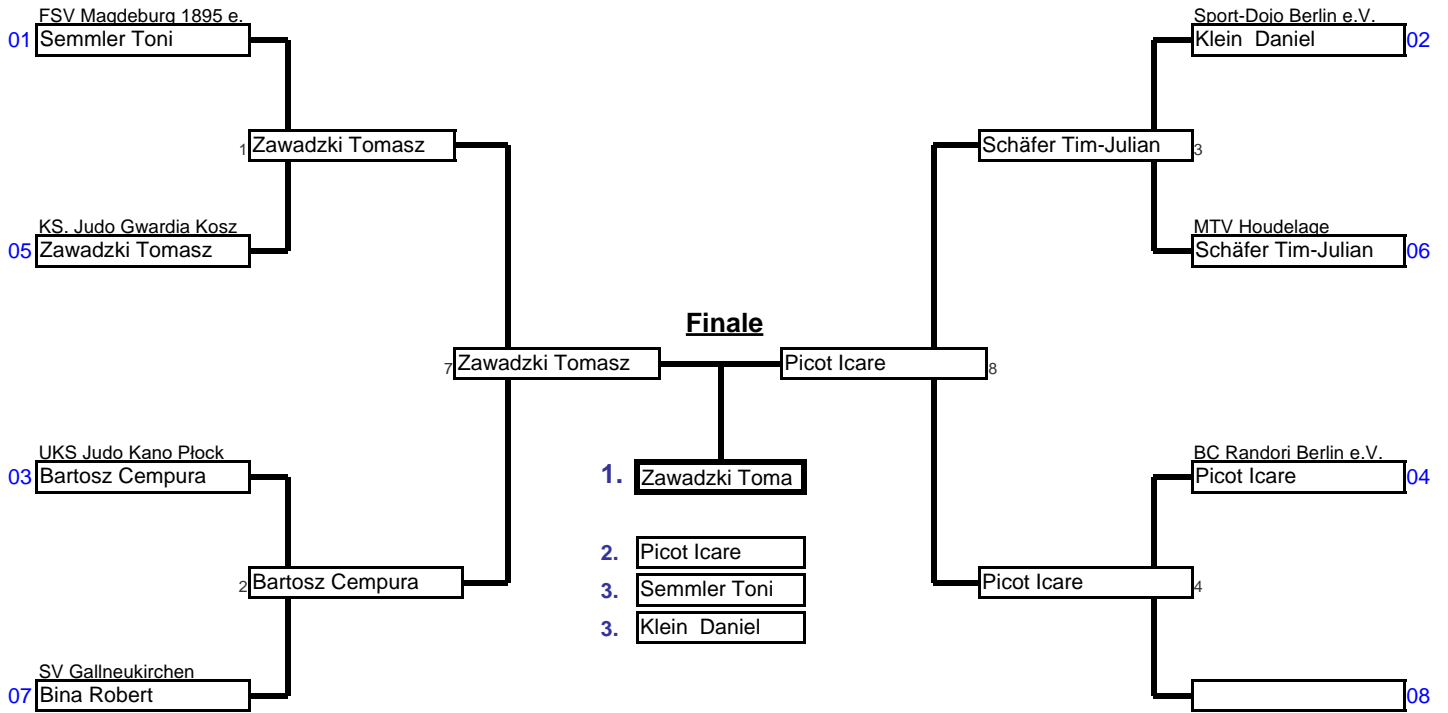 FSV Magdeburg 1895 e.
01 Semmler Toni
1 Zawadzki Tomasz
KS. Judo Gwardia Kosz
05 Zawadzki Tomasz
7 Zawadzki Tomasz
UKS Judo Kano Płock
03 Bartosz Cempura
2 Bartosz Cempura
SV Gallneukirchen
07 Bina Robert
Finale
1. Zawadzki Toma
2. Picot Icare
3. Semmler Toni
3. Klein Daniel
Sport-Dojo Berlin e.V.
Klein Daniel 02
Schäfer Tim-Julian 3
MTV Houdelage
Schäfer Tim-Julian 06
Picot Icare 8
BC Randori Berlin e.V.
Picot Icare 04
Picot Icare 4
08